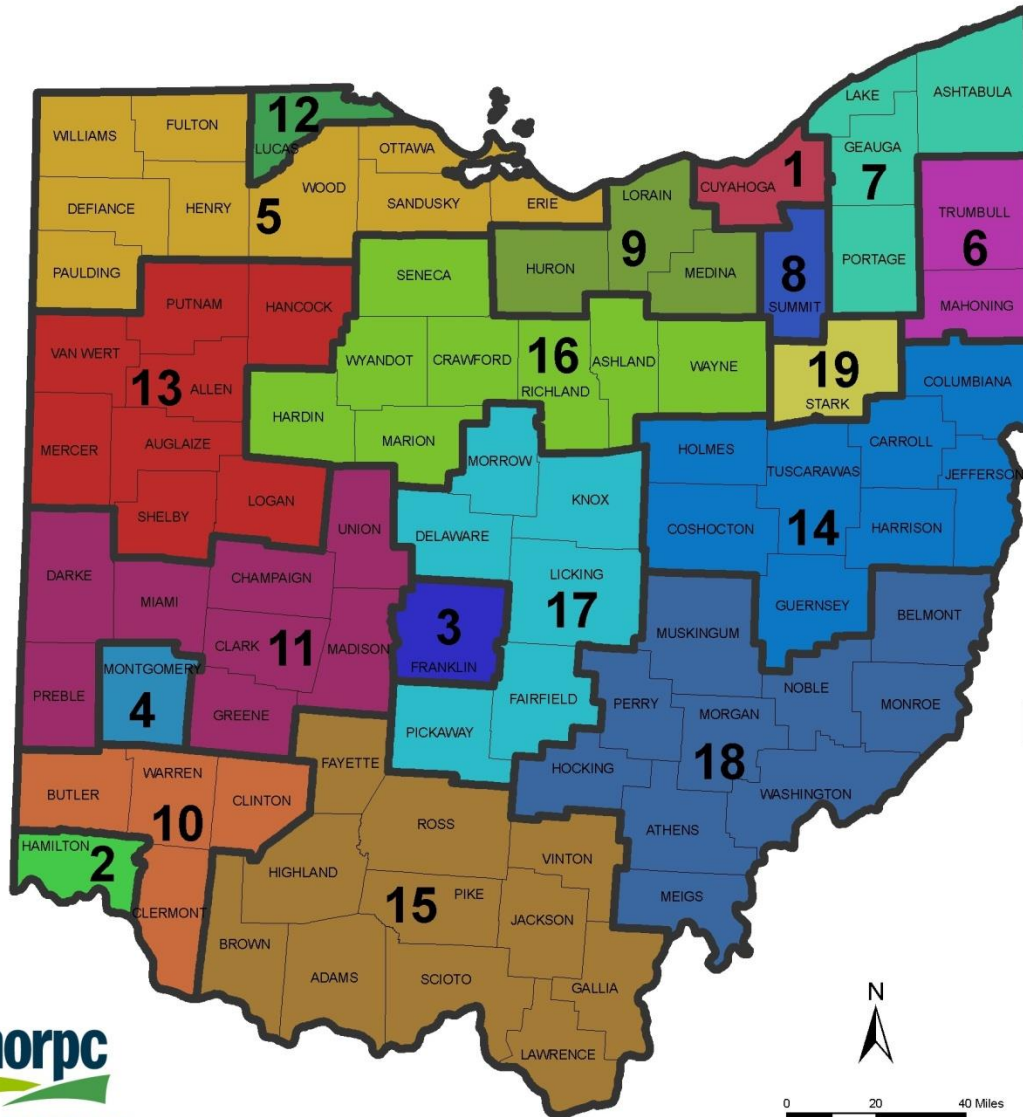 LAKE
ASHTABULA
12
FULTON
WILLIAMS
LUCAS
OTTAWA
GEAUGA
7
1
CUYAHOGA
WOOD
LORAIN
SANDUSKY
ERIE
DEFIANCE
HENRY
5
TRUMBULL
6
9
PAULDING
SENECA
HURON
MEDINA
8
PORTAGE
SUMMIT
MAHONING
PUTNAM
HANCOCK
VAN WERT
WYANDOT
CRAWFORD
16
ASHLAND
WAYNE
19
STARK
COLUMBIANA
13
ALLEN
RICHLAND
HARDIN
MARION
MERCER
AUGLAIZE
MORROW
HOLMES
CARROLL
TUSCARAWAS
JEFFERSON
KNOX
LOGAN
SHELBY
UNION
DELAWARE
COSHOCTON
14
HARRISON
DARKE
CHAMPAIGN
LICKING
17
MIAMI
GUERNSEY
BELMONT
3
MUSKINGUM
CLARK
11
MADISON
FRANKLIN
MONTGOMERY
PREBLE
4
GREENE
FAIRFIELD
PERRY
NOBLE
MONROE
MORGAN
PICKAWAY
18
FAYETTE
HOCKING
WARREN
WASHINGTON
BUTLER
CLINTON
10
ROSS
ATHENS
HAMILTON
2
VINTON
HIGHLAND
PIKE
15
MEIGS
CLERMONT
JACKSON
BROWN
ADAMS
SCIOTO
GALLIA
N
LAWRENCE
morpc
0 20 40 Miles